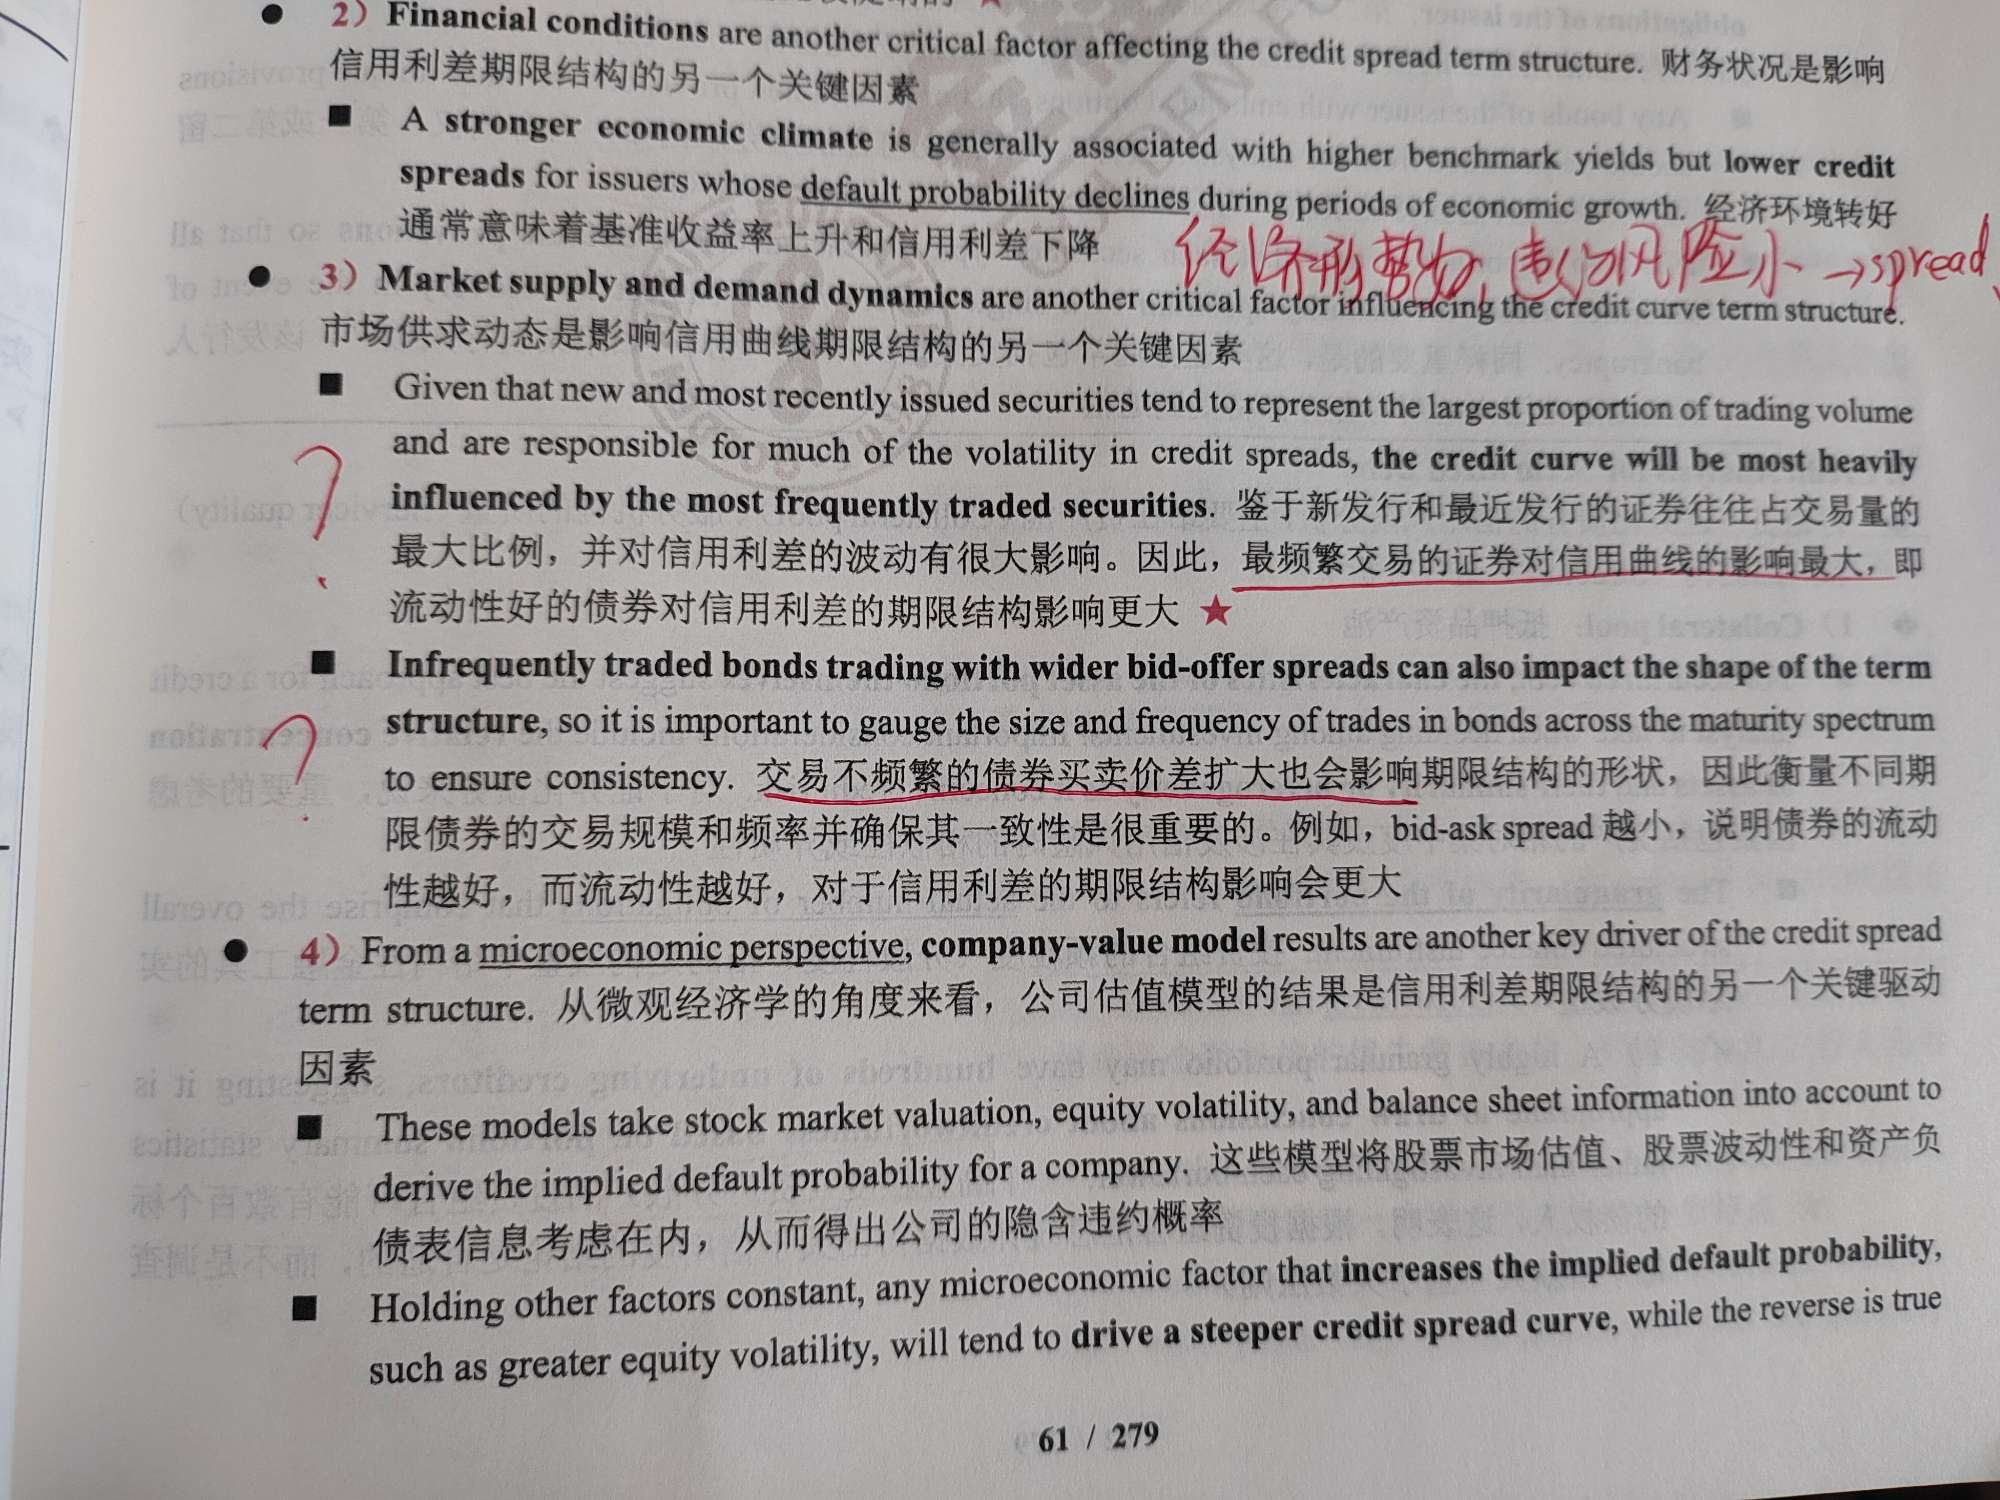 2）Financial conditions are another critical factor affecting the credit spread term structure. 财务状况是影响
信用利差期限结构的另一个关键因素
A stronger economic climate is generally associated with higher benchmark yields but lower credit
spreads for issuers whose default probability declines during periods of economic growth. 经济环境转好
通常意味着基准收益率上升和信用利差下降
经济形势好, 违约风险小 → spread
3）Market supply and demand dynamics are another critical factor influencing the credit curve term structure.
市场供求动态是影响信用曲线期限结构的另一个关键因素
Given that new and most recently issued securities tend to represent the largest proportion of trading volume
and are responsible for much of the volatility in credit spreads, the credit curve will be most heavily
influenced by the most frequently traded securities. 鉴于新发行和最近发行的证券往往占交易量的
最大比例，并对信用利差的波动有很大影响。因此，最频繁交易的证券对信用曲线的影响最大，即
流动性好的债券对信用利差的期限结构影响更大 ★
?
Infrequently traded bonds trading with wider bid-offer spreads can also impact the shape of the term
structure, so it is important to gauge the size and frequency of trades in bonds across the maturity spectrum
to ensure consistency. 交易不频繁的债券买卖价差扩大也会影响期限结构的形状，因此衡量不同期
限债券的交易规模和频率并确保其一致性是很重要的。例如，bid-ask spread 越小，说明债券的流动
性越好，而流动性越好，对于信用利差的期限结构影响会更大
?
4）From a microeconomic perspective, company-value model results are another key driver of the credit spread
term structure. 从微观经济学的角度来看，公司估值模型的结果是信用利差期限结构的另一个关键驱动
因素
These models take stock market valuation, equity volatility, and balance sheet information into account to
derive the implied default probability for a company. 这些模型将股票市场估值、股票波动性和资产负
债表信息考虑在内，从而得出公司的隐含违约概率
Holding other factors constant, any microeconomic factor that increases the implied default probability,
such as greater equity volatility, will tend to drive a steeper credit spread curve, while the reverse is true
61 / 279